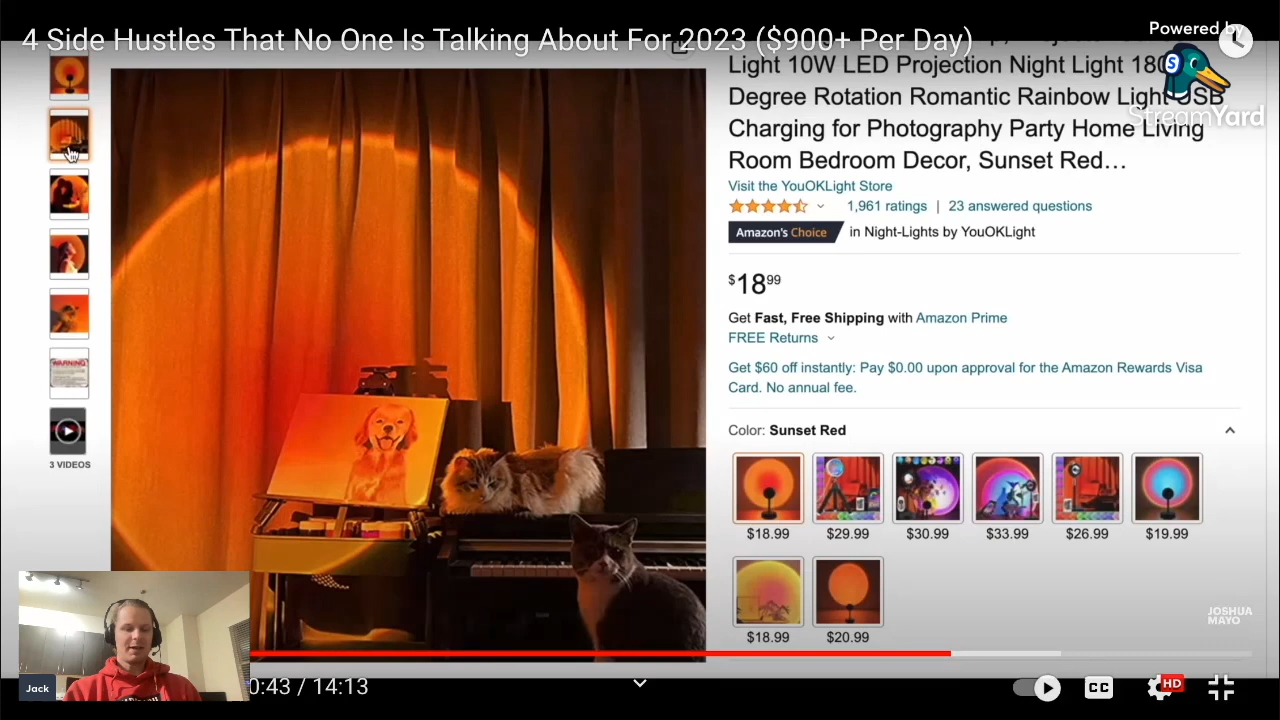 4 Side Hustles That No One Is Talking About For 2023 ($900+ Per Day)
Powered by
StreamYard
Light 10W LED Projection Night Light 180
Degree Rotation Romantic Rainbow Light USB
Charging for Photography Party Home Living
Room Bedroom Decor, Sunset Red…
Visit the YouOKLight Store
1,961 ratings | 23 answered questions
Amazon's Choice in Night-Lights by YouOKLight
$18.99
Get Fast, Free Shipping with Amazon Prime
FREE Returns
Get $60 off instantly: Pay $0.00 upon approval for the Amazon Rewards Visa
Card. No annual fee.
Color: Sunset Red
$18.99 $29.99 $30.99 $33.99 $26.99 $19.99
$18.99 $20.99
WARNING
3 VIDEOS
JOSHUA
MAYO
Jack
0:43 / 14:13
CC
HD